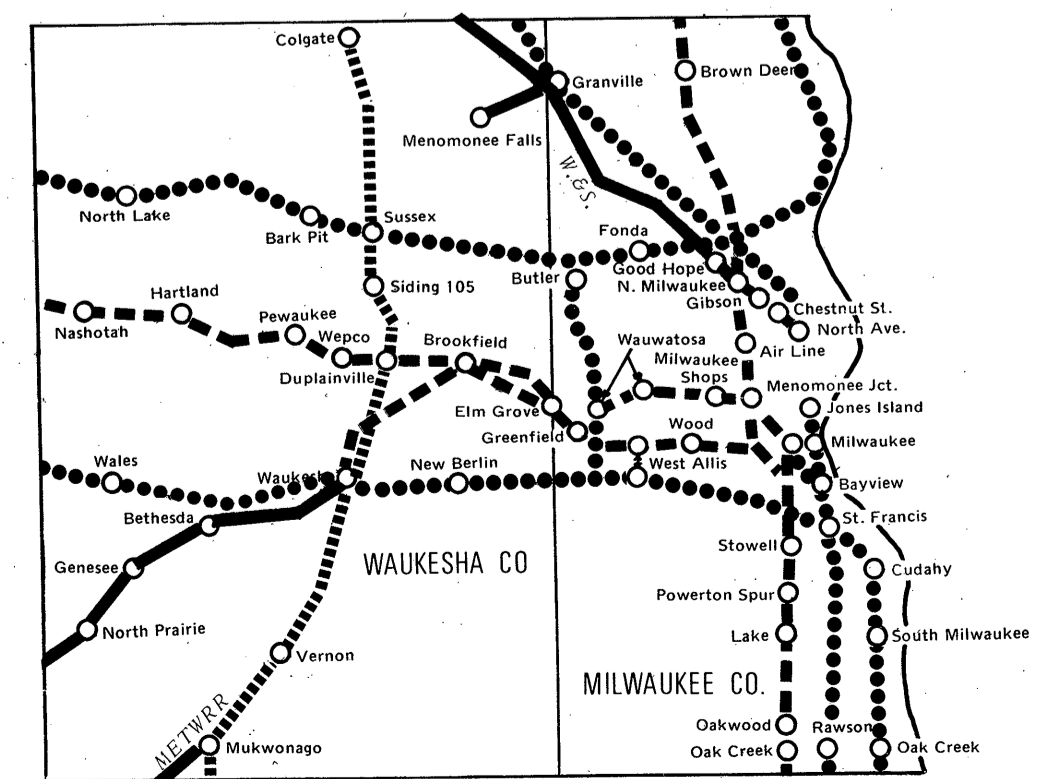 Colgate
Granville
Brown Deer
Menomonee Falls
W.&S.
North Lake
Sussex
Bark Pit
Fonda
Good Hope
Butler
N. Milwaukee
Siding 105
Gibson
Hartland
Chestnut St.
Nashotah
Pewaukee
North Ave.
Wepco
Brookfield
Wauwatosa
Milwaukee
Shops
Air Line
Duplainville
Menomonee Jct.
Elm Grove
Jones Island
Greenfield
Wood
Milwaukee
Wales
Waukesha
New Berlin
West Allis
Bayview
Bethesda
St. Francis
Stowell
WAUKESHA CO
Genesee
Cudahy
Powerton Spur
North Prairie
Lake
South Milwaukee
Vernon
MILWAUKEE CO.
METWRR
Oakwood
Rawson
Mukwonago
Oak Creek
Oak Creek